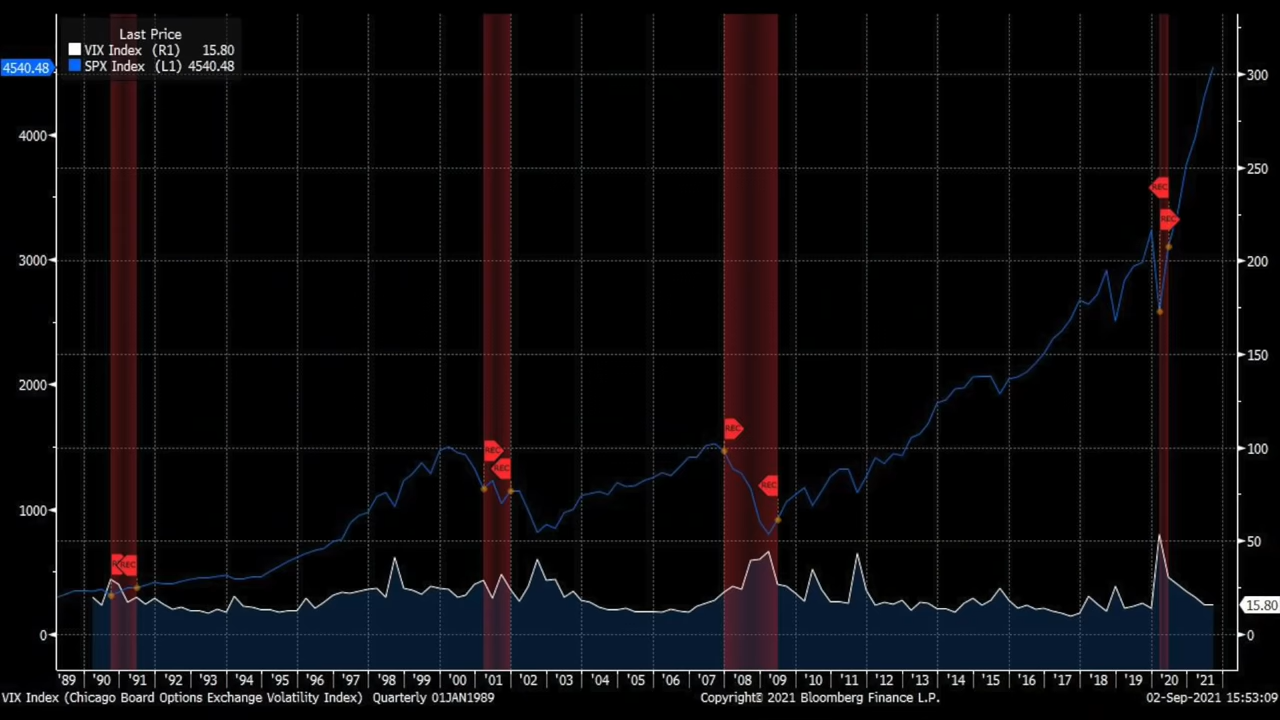 Last Price
VIX Index (R1) 15.80
SPX Index (L1) 4540.48
4540.48
4000
3000
2000
1000
0
300
250
200
150
100
50
15.80
0
REC
REC
REC
REC
REC
REC
REC
'89 '90 '91 '92 '93 '94 '95 '96 '97 '98 '99 '00 '01 '02 '03 '04 '05 '06 '07 '08 '09 '10 '11 '12 '13 '14 '15 '16 '17 '18 '19 '20 '21
VIX Index (Chicago Board Options Exchange Volatility Index) Quarterly 01JAN1989 Copyright© 2021 Bloomberg Finance L.P. 02-Sep-2021 15:53:09